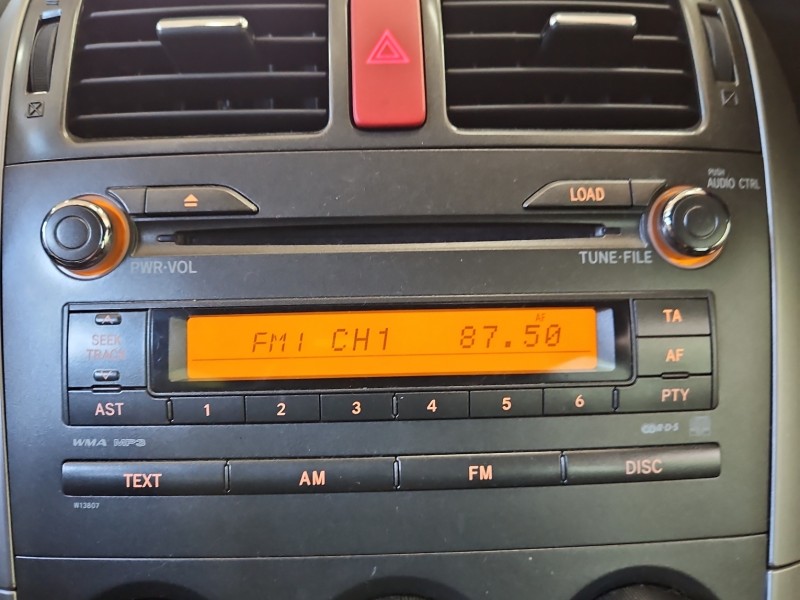 LOAD
PUSH
AUDIO CTRL
PWR·VOL
TUNE·FILE
SEEK
TRACK
AF
FM1 CH1 87.50
TA
AF
PTY
AST
1 2 3 4 5 6
WMA MP3
R·D·S
TEXT
AM
FM
DISC
W13807